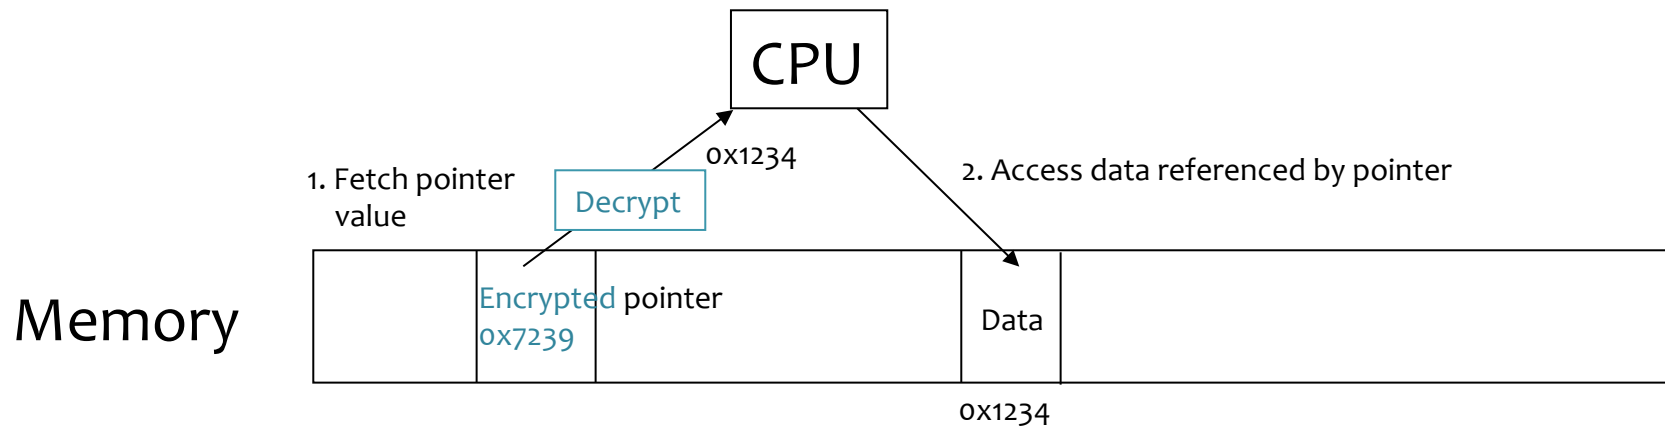 CPU
0x1234
1. Fetch pointer
value
2. Access data referenced by pointer
Decrypt
Memory
Encrypted pointer
0x7239
Data
0x1234